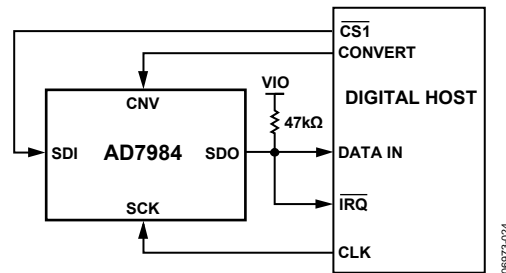 CS1
CONVERT
VIO
CNV
DIGITAL HOST
47kΩ
SDI
AD7984
SDO
DATA IN
SCK
IRQ
CLK
06973-024